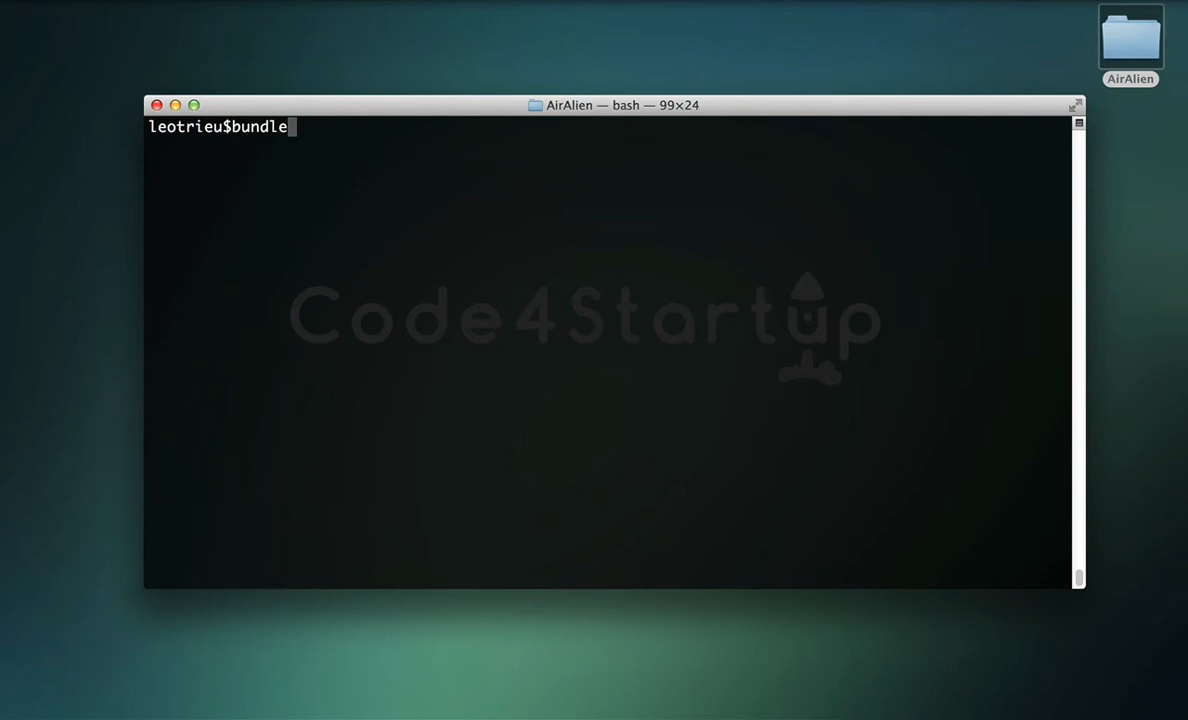 AirAlien
AirAlien — bash — 99×24
leotrieu$bundle
Code4Startup